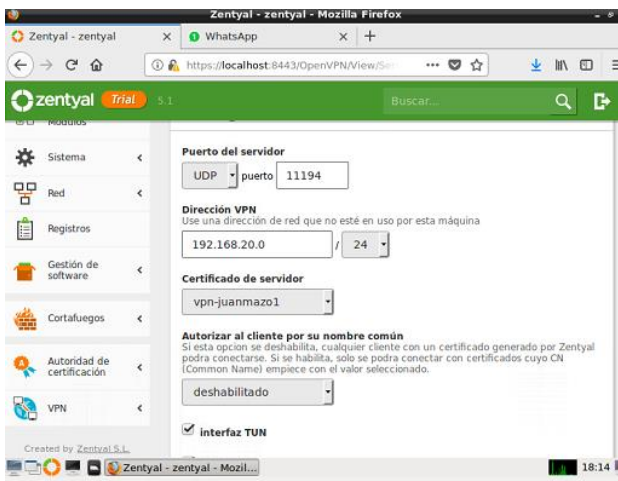 Zentyal - zentyal - Mozilla Firefox
Zentyal - zentyal
WhatsApp
https://localhost:8443/OpenVPN/View/Ser
zentyal Trial 5.1
Buscar...
Módulos
Sistema
Red
Registros
Gestión de
software
Cortafuegos
Autoridad de
certificación
VPN
Created by Zentyal S.L.
Puerto del servidor
UDP puerto 11194
Dirección VPN
Use una dirección de red que no esté en uso por esta máquina
192.168.20.0 / 24
Certificado de servidor
vpn-juanmazo1
Autorizar al cliente por su nombre común
Si esta opcion se deshabilita, cualquier cliente con un certificado generado por Zentyal
podra conectarse. Si se habilita, solo se podra conectar con certificados cuyo CN
(Common Name) empiece con el valor seleccionado.
deshabilitado
interfaz TUN
Zentyal - zentyal - Mozil...
18:14